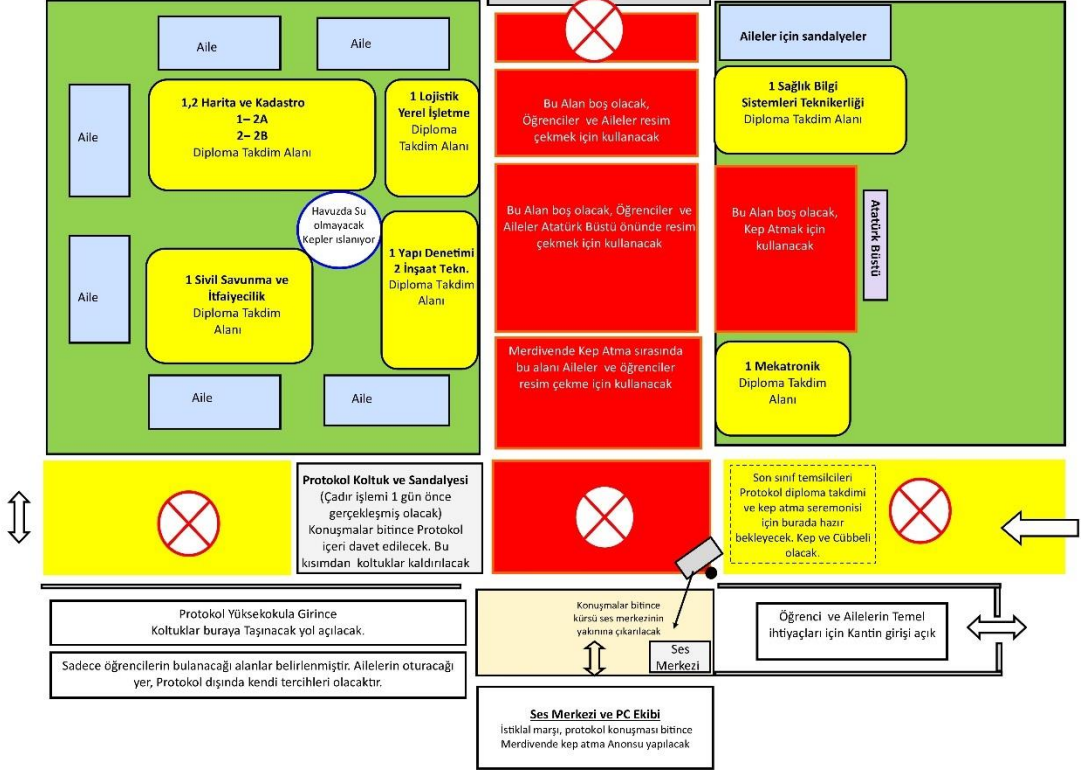 Aile
Aile
Aile
1,2 Harita ve Kadastro
1– 2A
2– 2B
Diploma Takdim Alanı
1 Lojistik
Yerel İşletme
Diploma
Takdim Alanı
Havuzda Su
olmayacak
Kepler ıslanıyor
Aile
1 Sivil Savunma ve
İtfaiyecilik
Diploma Takdim
Alanı
1 Yapı Denetimi
2 İnşaat Tekn.
Diploma Takdim
Alanı
Aile
Aile
Bu Alan boş olacak,
Öğrenciler ve Aileler resim
çekmek için kullanacak
Bu Alan boş olacak, Öğrenciler ve
Aileler Atatürk Büstü önünde resim
çekmek için kullanacak
Merdivende Kep Atma sırasında
bu alanı Aileler ve öğrenciler
resim çekme için kullanacak
Aileler için sandalyeler
1 Sağlık Bilgi
Sistemleri Teknikerliği
Diploma Takdim Alanı
Bu Alan boş olacak,
Kep Atmak için
kullanacak
Atatürk Büstü
1 Mekatronik
Diploma Takdim
Alanı
Protokol Koltuk ve Sandalyesi
(Çadır işlemi 1 gün önce
gerçekleşmiş olacak)
Konuşmalar bitince Protokol
içeri davet edilecek. Bu
kısımdan koltuklar kaldırılacak
Son sınıf temsilcileri
Protokol diploma takdimi
ve kep atma seremonisi
için burada hazır
bekleyecek. Kep ve Cübbeli
olacak.
Protokol Yüksekokula Girince
Koltuklar buraya Taşınacak yol açılacak.
Sadece öğrencilerin bulanacağı alanlar belirlenmiştir. Ailelerin oturacağı
yer, Protokol dışında kendi tercihleri olacaktır.
Konuşmalar bitince
kürsü ses merkezinin
yakınına çıkarılacak
Ses
Merkezi
Öğrenci ve Ailelerin Temel
ihtiyaçları için Kantin girişi açık
Ses Merkezi ve PC Ekibi
İstiklal marşı, protokol konuşması bitince
Merdivende kep atma Anonsu yapılacak